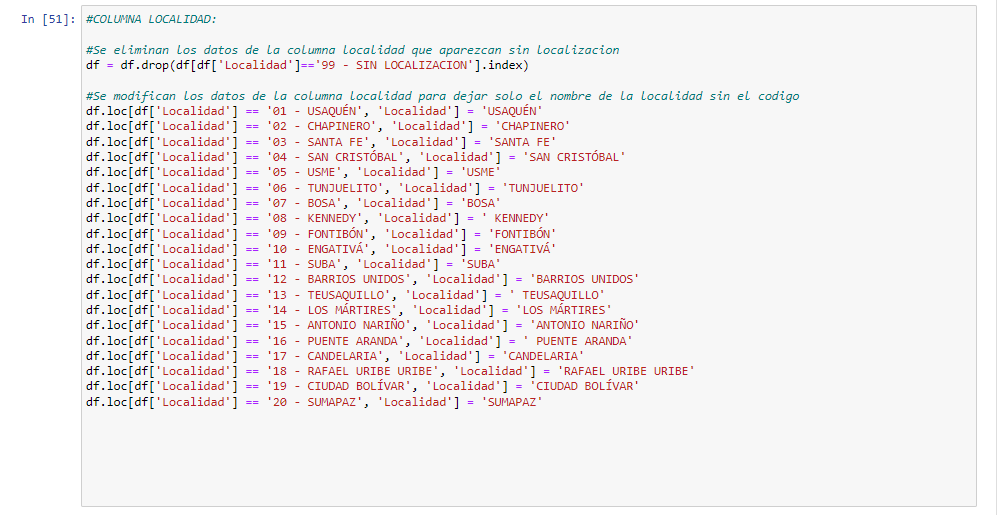 In [51]:
#COLUMNA LOCALIDAD:
#Se eliminan los datos de la columna localidad que aparezcan sin localizacion
df = df.drop(df[df['Localidad']=='99 - SIN LOCALIZACION'].index)
#Se modifican los datos de la columna localidad para dejar solo el nombre de la localidad sin el codigo
df.loc[df['Localidad'] == '01 - USAQUÉN', 'Localidad'] = 'USAQUÉN'
df.loc[df['Localidad'] == '02 - CHAPINERO', 'Localidad'] = 'CHAPINERO'
df.loc[df['Localidad'] == '03 - SANTA FE', 'Localidad'] = 'SANTA FE'
df.loc[df['Localidad'] == '04 - SAN CRISTÓBAL', 'Localidad'] = 'SAN CRISTÓBAL'
df.loc[df['Localidad'] == '05 - USME', 'Localidad'] = 'USME'
df.loc[df['Localidad'] == '06 - TUNJUELITO', 'Localidad'] = 'TUNJUELITO'
df.loc[df['Localidad'] == '07 - BOSA', 'Localidad'] = 'BOSA'
df.loc[df['Localidad'] == '08 - KENNEDY', 'Localidad'] = ' KENNEDY'
df.loc[df['Localidad'] == '09 - FONTIBÓN', 'Localidad'] = 'FONTIBÓN'
df.loc[df['Localidad'] == '10 - ENGATIVÁ', 'Localidad'] = 'ENGATIVÁ'
df.loc[df['Localidad'] == '11 - SUBA', 'Localidad'] = 'SUBA'
df.loc[df['Localidad'] == '12 - BARRIOS UNIDOS', 'Localidad'] = 'BARRIOS UNIDOS'
df.loc[df['Localidad'] == '13 - TEUSAQUILLO', 'Localidad'] = ' TEUSAQUILLO'
df.loc[df['Localidad'] == '14 - LOS MÁRTIRES', 'Localidad'] = 'LOS MÁRTIRES'
df.loc[df['Localidad'] == '15 - ANTONIO NARIÑO', 'Localidad'] = 'ANTONIO NARIÑO'
df.loc[df['Localidad'] == '16 - PUENTE ARANDA', 'Localidad'] = ' PUENTE ARANDA'
df.loc[df['Localidad'] == '17 - CANDELARIA', 'Localidad'] = 'CANDELARIA'
df.loc[df['Localidad'] == '18 - RAFAEL URIBE URIBE', 'Localidad'] = 'RAFAEL URIBE URIBE'
df.loc[df['Localidad'] == '19 - CIUDAD BOLÍVAR', 'Localidad'] = 'CIUDAD BOLÍVAR'
df.loc[df['Localidad'] == '20 - SUMAPAZ', 'Localidad'] = 'SUMAPAZ'